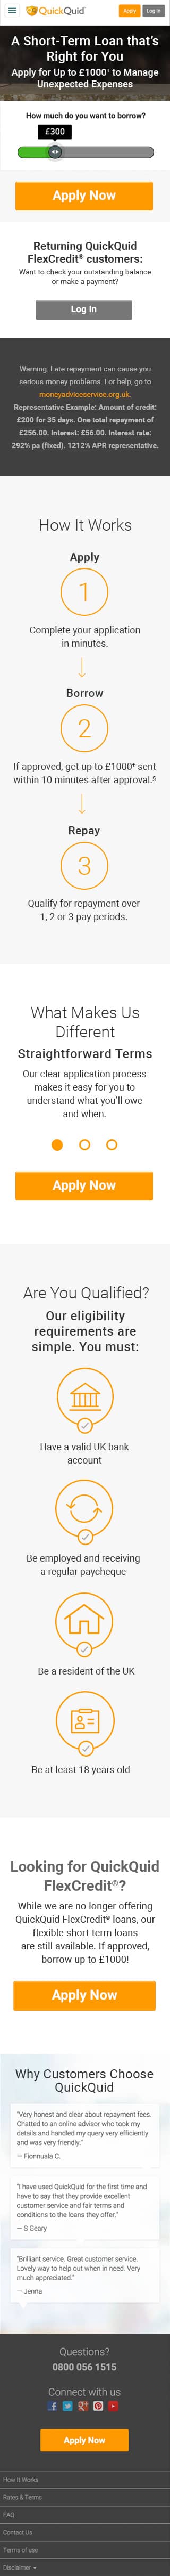 QuickQuid
Apply
Log In
A Short-Term Loan that's
Right for You
Apply for Up to £1000† to Manage
Unexpected Expenses
How much do you want to borrow?
£300
Apply Now
Returning QuickQuid
FlexCredit® customers:
Want to check your outstanding balance
or make a payment?
Log In
Warning: Late repayment can cause you
serious money problems. For help, go to
moneyadviceservice.org.uk.
Representative Example: Amount of credit:
£200 for 35 days. One total repayment of
£256.00. Interest: £56.00. Interest rate:
292% pa (fixed). 1212% APR representative.
How It Works
Apply
1
Complete your application
in minutes.
Borrow
2
If approved, get up to £1000† sent
within 10 minutes after approval.§
Repay
3
Qualify for repayment over
1, 2 or 3 pay periods.
What Makes Us
Different
Straightforward Terms
Our clear application process
makes it easy for you to
understand what you'll owe
and when.
Apply Now
Are You Qualified?
Our eligibility
requirements are
simple. You must:
Have a valid UK bank
account
Be employed and receiving
a regular paycheque
Be a resident of the UK
Be at least 18 years old
Looking for QuickQuid
FlexCredit®?
While we are no longer offering
QuickQuid FlexCredit® loans, our
flexible short-term loans
are still available. If approved,
borrow up to £1000!
Apply Now
Why Customers Choose
QuickQuid
"Very honest and clear about repayment fees.
Chatted to an online advisor who took my
details and handled my query very efficiently
and was very friendly."
— Fionnuala C.
"I have used QuickQuid for the first time and
have to say that they provide excellent
customer service and fair terms and
conditions to the loans they offer."
— S Geary
"Brilliant service. Great customer service.
Lovely way to help out when in need. Very
much appreciated."
— Jenna
Questions?
0800 056 1515
Connect with us
Apply Now
How It Works
Rates & Terms
FAQ
Contact Us
Terms of use
Disclaimer